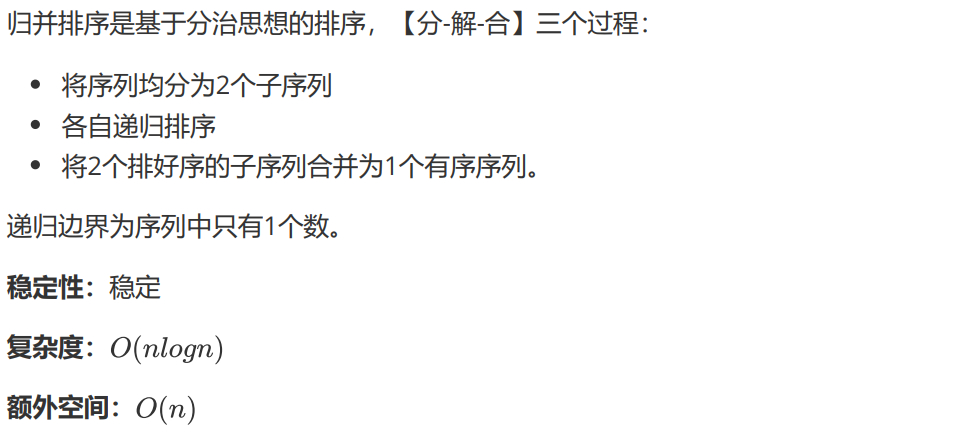 归并排序是基于分治思想的排序，【分-解-合】三个过程：
• 将序列均分为2个子序列
• 各自递归排序
• 将2个排好序的子序列合并为1个有序序列。
递归边界为序列中只有1个数。
稳定性：稳定
复杂度：O(nlogn)
额外空间：O(n)